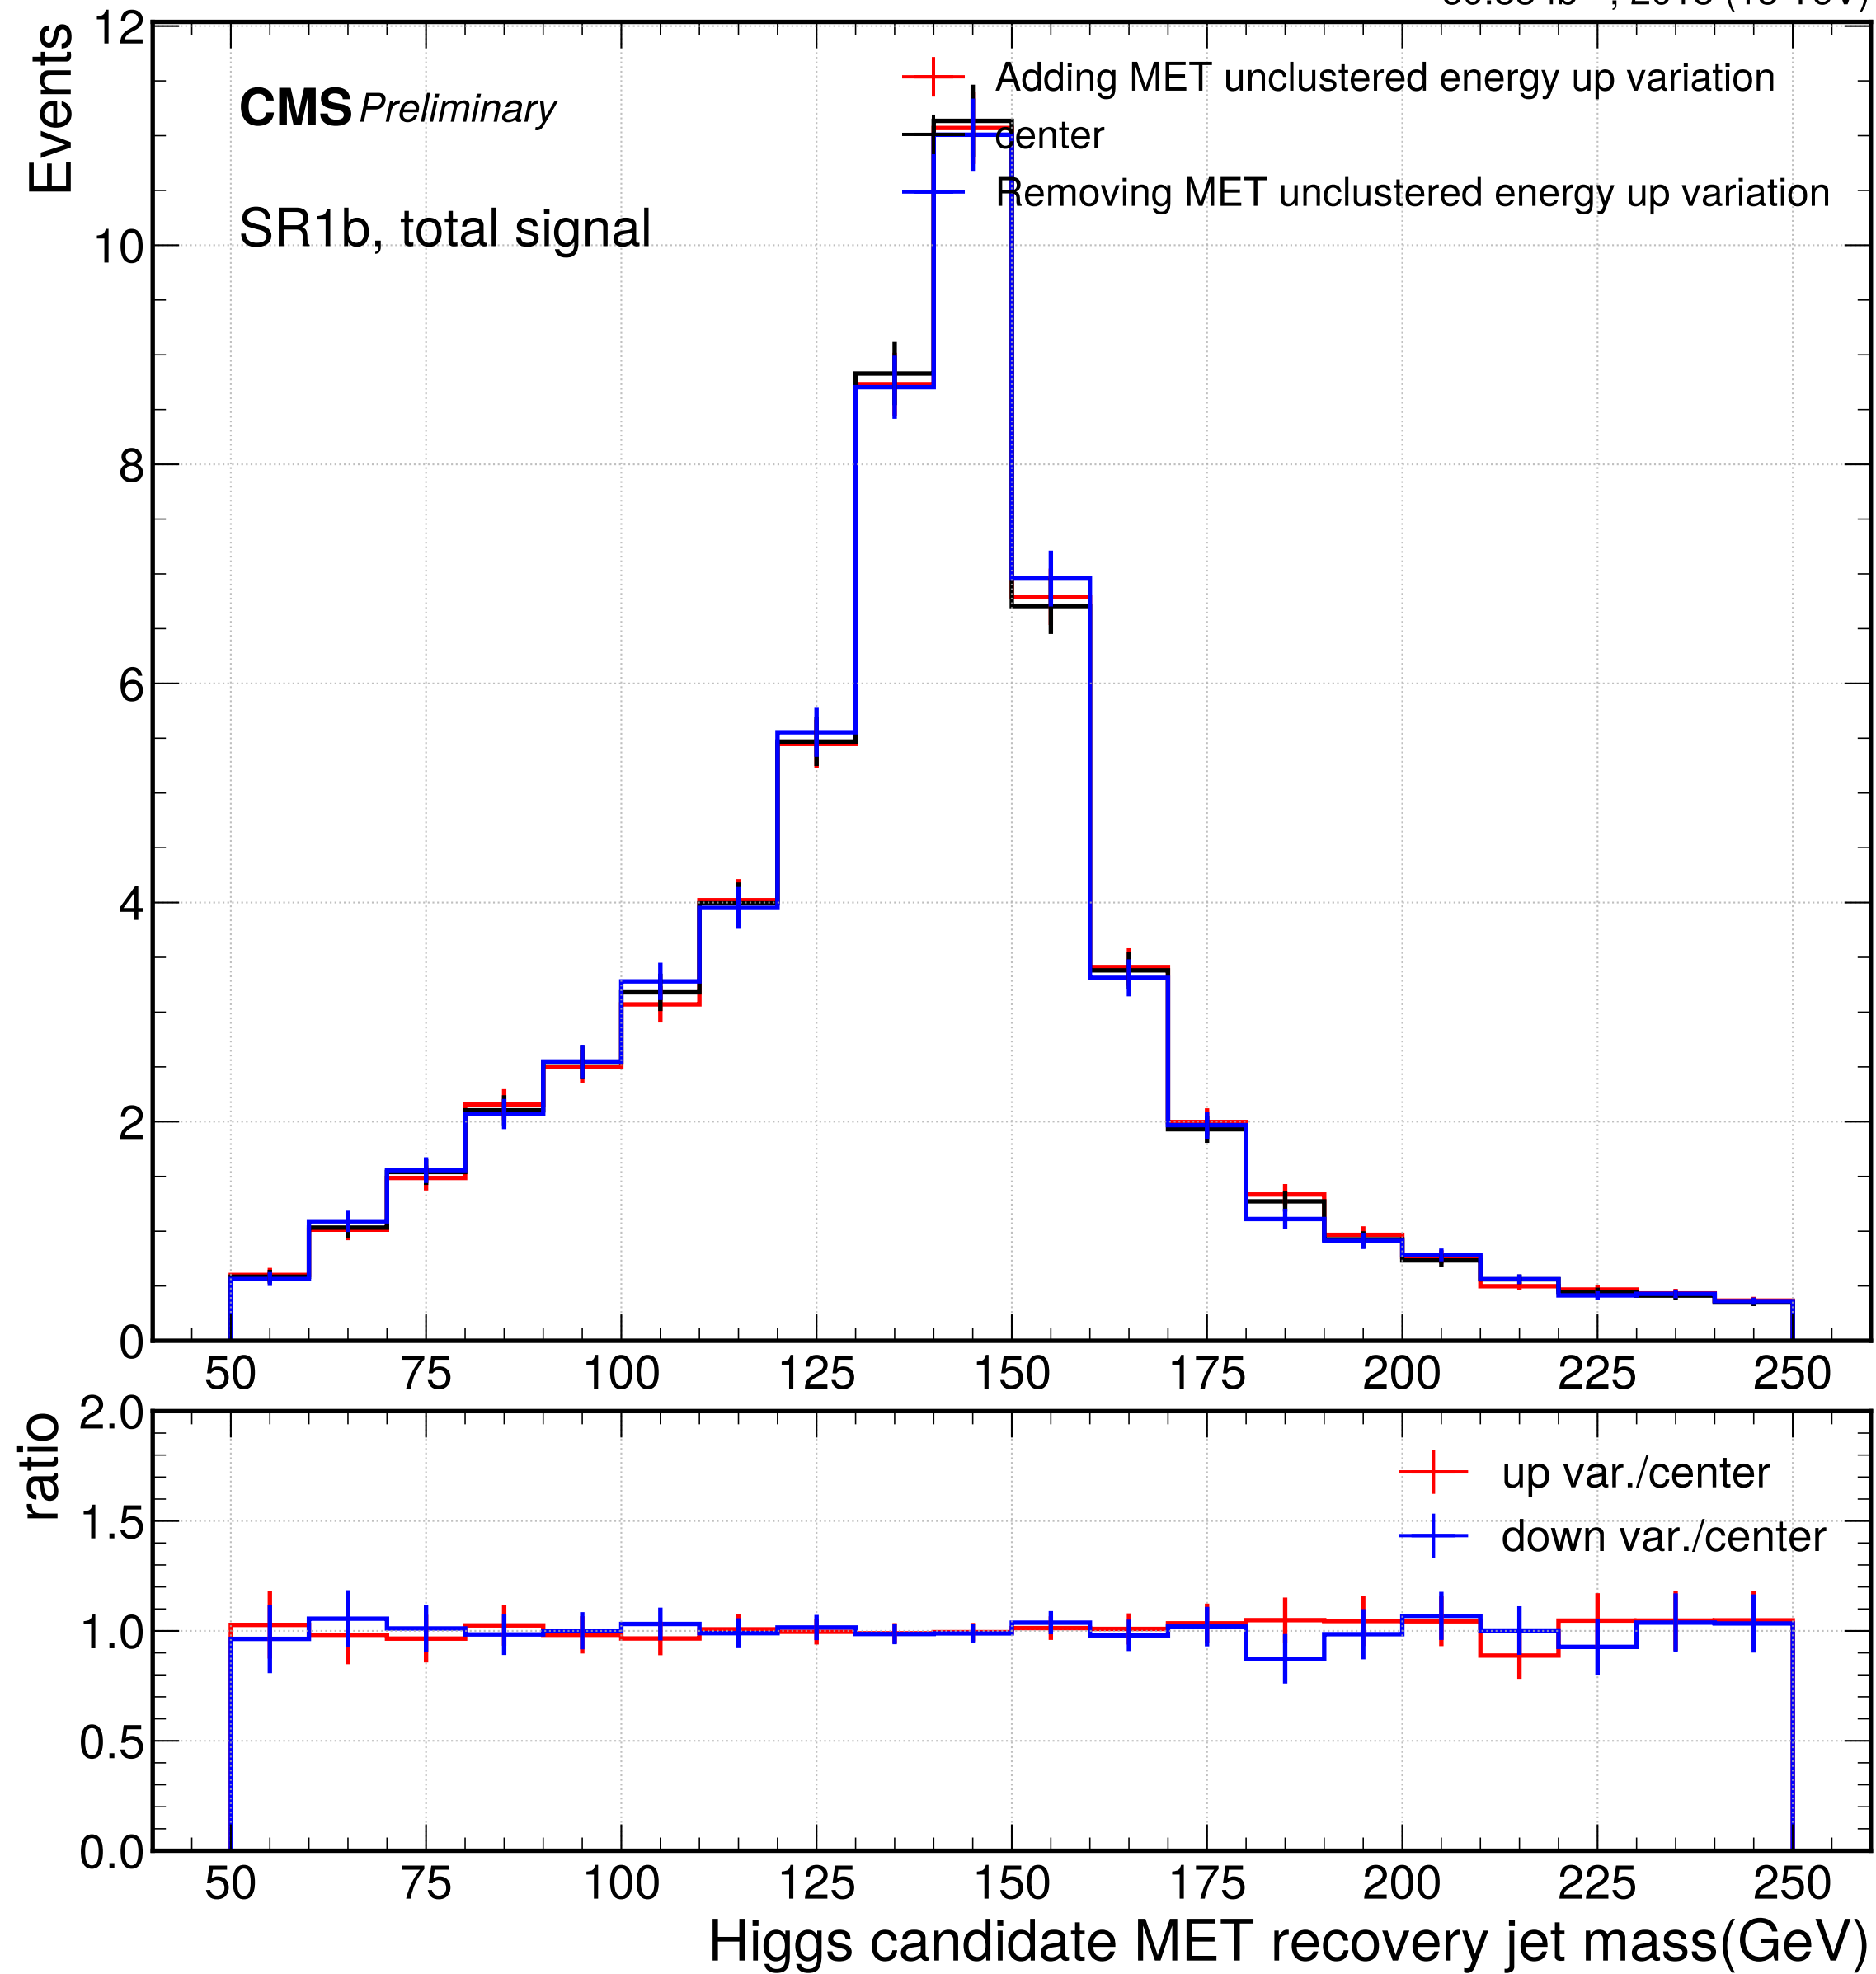 12
10
8
6
4
2
0
Events
CMS Preliminary
SR1b, total signal
Adding MET unclustered energy up variation
center
Removing MET unclustered energy up variation
50 75 100 125 150 175 200 225 250
2.0
1.5
1.0
0.5
0.0
ratio
up var./center
down var./center
50 75 100 125 150 175 200 225 250
Higgs candidate MET recovery jet mass(GeV)